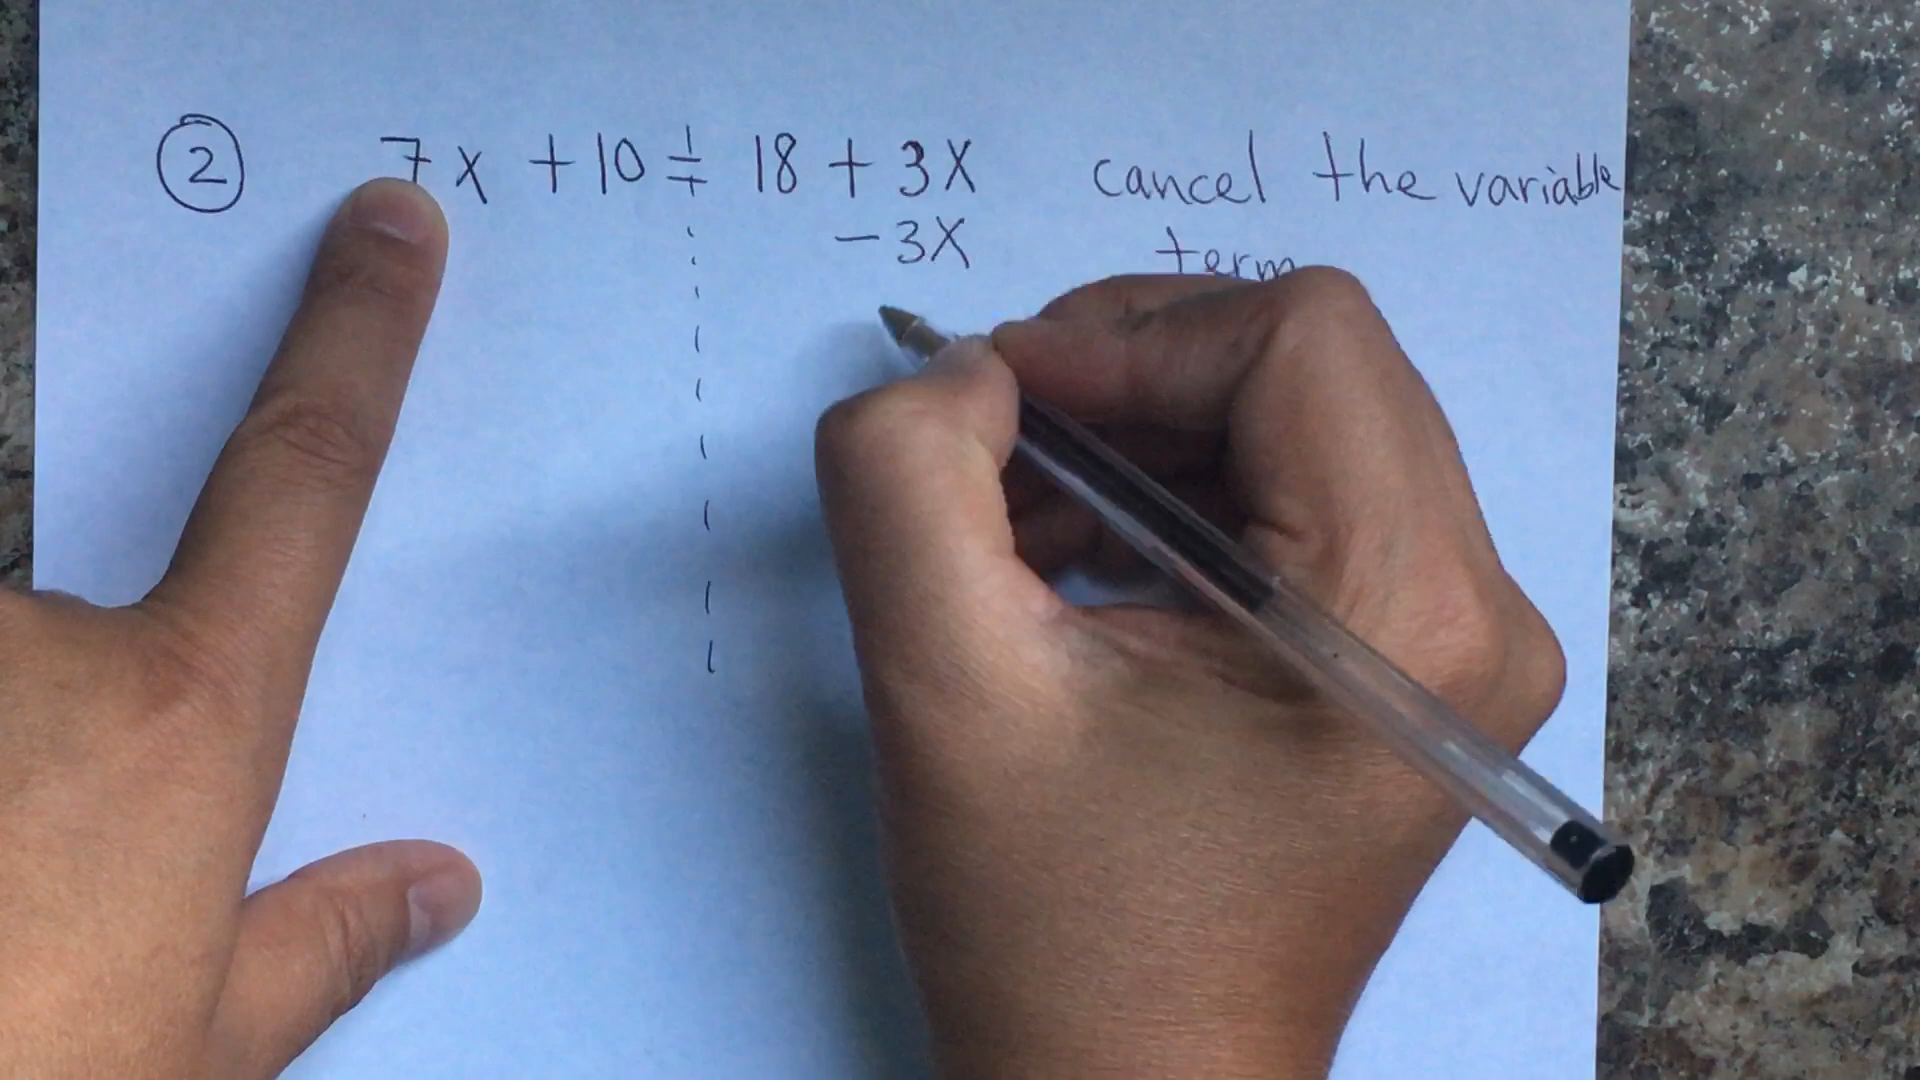 ② 7x + 10 = 18 + 3x cancel the variable
- 3x term